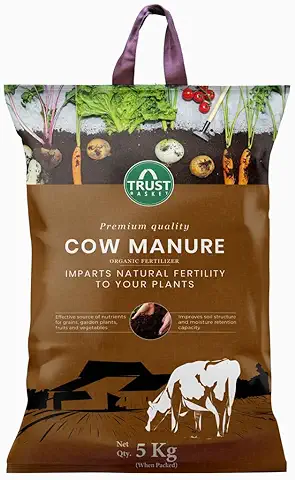 TRUST
BASKET
Premium quality
COW MANURE
ORGANIC FERTILIZER
IMPARTS NATURAL FERTILITY
TO YOUR PLANTS
Effective source of nutrients
for grains, garden plants,
fruits and vegetables
Improves soil structure
and moisture retention
capacity
Net
Qty.
5 Kg
(When Packed)